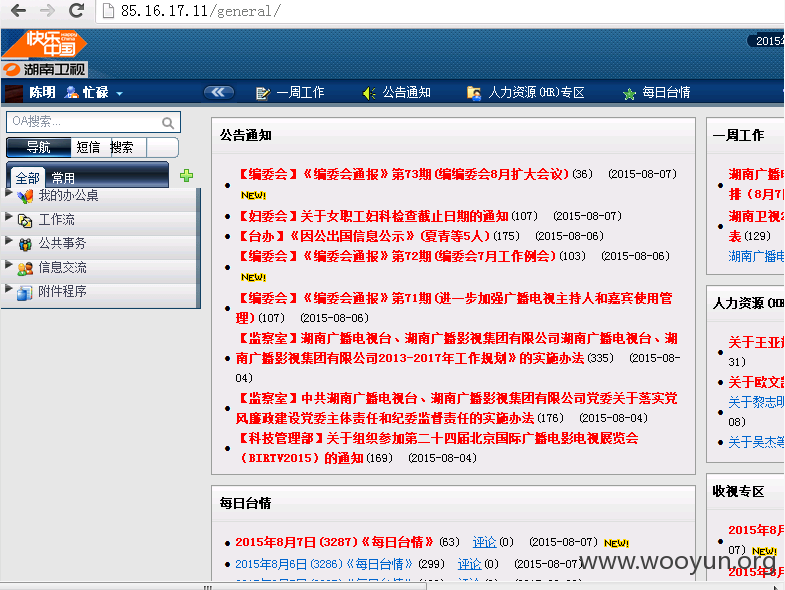 85.16.17.11/general/
快乐中国
湖南卫视
2015
陈明 忙碌
一周工作 公告通知 人力资源(HR)专区 每日台情
OA搜索...
导航 短信 搜索
全部 常用
我的办公桌
工作流
公共事务
信息交流
附件程序
公告通知
【编委会】《编委会通报》第73期(编编委会8月扩大会议)(36) (2015-08-07)
NEW!
【妇委会】关于女职工妇科检查截止日期的通知(107) (2015-08-07)
【台办】《因公出国信息公示》(夏青等5人)(175) (2015-08-06)
【编委会】《编委会通报》第72期(编委会7月工作例会)(103) (2015-08-06)
NEW!
【编委会】《编委会通报》第71期(进一步加强广播电视主持人和嘉宾使用管
理)(107) (2015-08-06)
【监察室】湖南广播电视台、湖南广播影视集团有限公司湖南广播电视台、湖
南广播影视集团有限公司2013-2017年工作规划》的实施办法(335) (2015-08-
04)
【监察室】中共湖南广播电视台、湖南广播影视集团有限公司党委关于落实党
风廉政建设党委主体责任和纪委监督责任的实施办法(176) (2015-08-04)
【科技管理部】关于组织参加第二十四届北京国际广播电影电视展览会
（BIRTV2015）的通知(169) (2015-08-04)
每日台情
2015年8月7日(3287)《每日台情》(63) 评论(0) (2015-08-07) NEW!
2015年8月6日(3286)《每日台情》(299) 评论(0) (2015-08-07)
一周工作
湖南广播
排（8月7
湖南卫视2
表(129)
湖南广播电
人力资源(HR
关于王亚
31)
关于欧文
关于黎志明
08)
关于吴杰等
收视专区
2015年8月
07) NEW!
2015年8月
www.wooyun.org